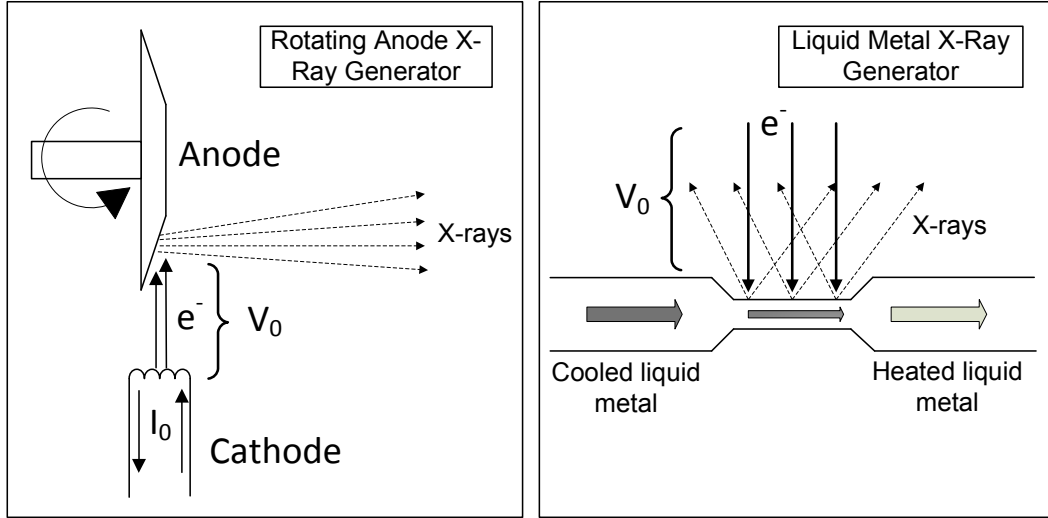 Rotating Anode X-
Ray Generator
Anode
X-rays
e⁻
V₀
I₀
Cathode
Liquid Metal X-Ray
Generator
e⁻
V₀
X-rays
Cooled liquid
metal
Heated liquid
metal